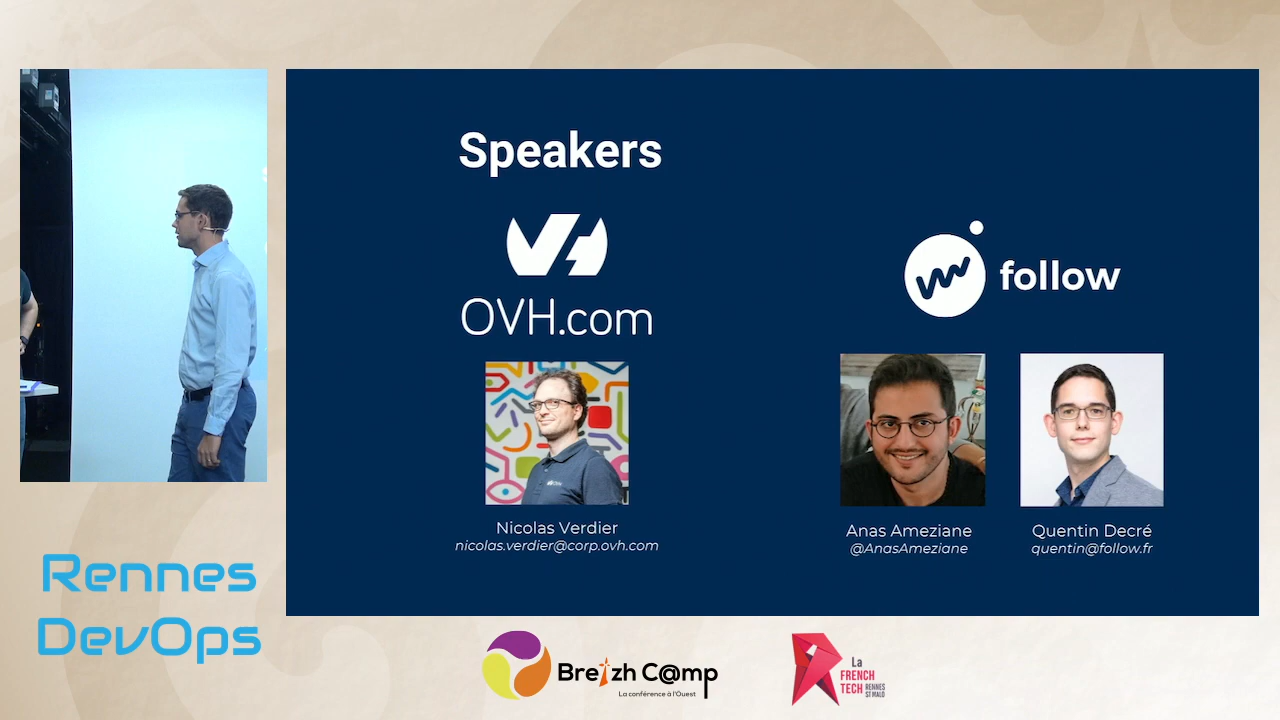 Speakers
OVH.com
follow
Nicolas Verdier
nicolas.verdier@corp.ovh.com
Anas Ameziane
@AnasAmeziane
Quentin Decré
quentin@follow.fr
Rennes
DevOps
Breizh C@mp
La conférence à l'Ouest
La
FRENCH
TECH RENNES
ST MALO